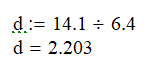 d := 14.1 ÷ 6.4
d = 2.203